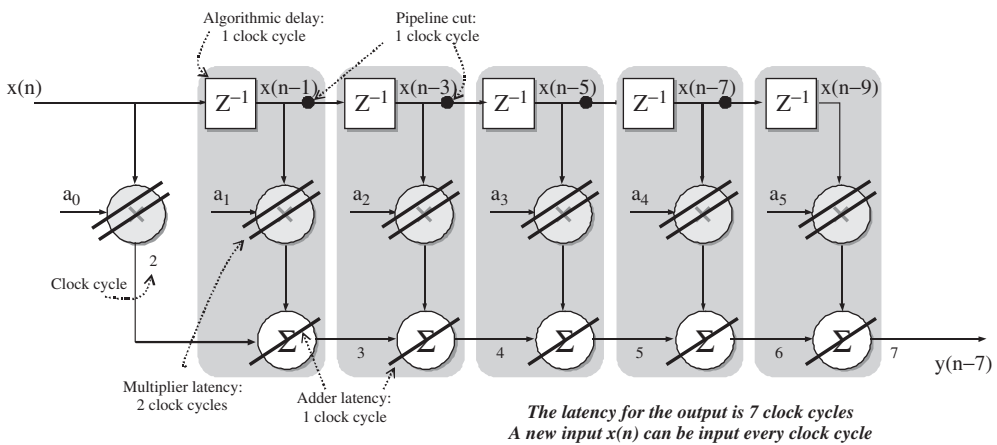 Algorithmic delay:
1 clock cycle
Pipeline cut:
1 clock cycle
x(n)
Z⁻¹
x(n−1)
Z⁻¹
x(n−3)
Z⁻¹
x(n−5)
Z⁻¹
x(n−7)
Z⁻¹
x(n−9)
a₀
×
a₁
×
a₂
×
a₃
×
a₄
×
a₅
×
2
Clock cycle
Σ
3
Σ
4
Σ
5
Σ
6
Σ
7
y(n−7)
Multiplier latency:
2 clock cycles
Adder latency:
1 clock cycle
The latency for the output is 7 clock cycles
A new input x(n) can be input every clock cycle